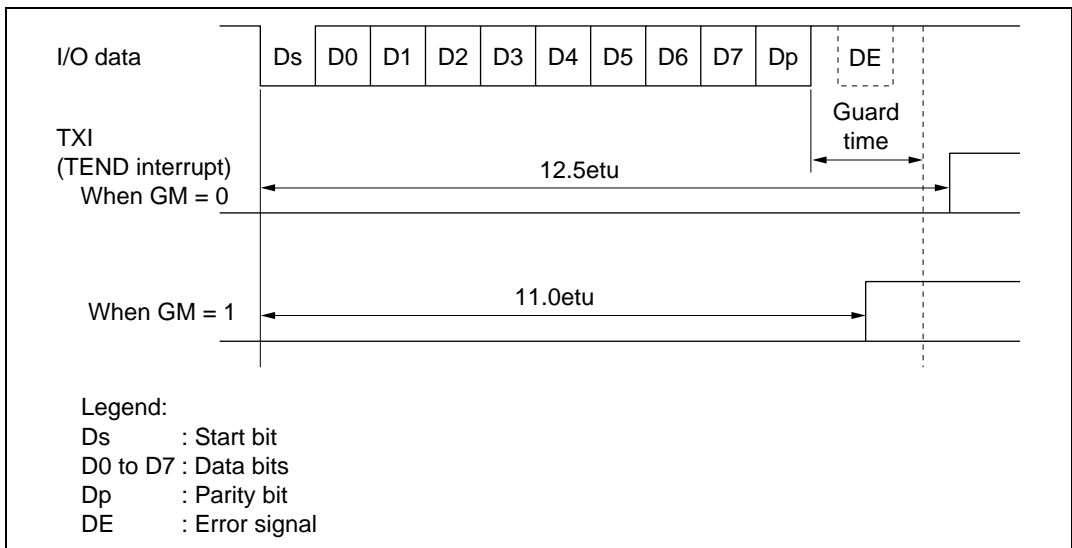 I/O data
Ds D0 D1 D2 D3 D4 D5 D6 D7 Dp DE
Guard
time
TXI
(TEND interrupt)
When GM = 0
12.5etu
When GM = 1
11.0etu
Legend:
Ds : Start bit
D0 to D7 : Data bits
Dp : Parity bit
DE : Error signal